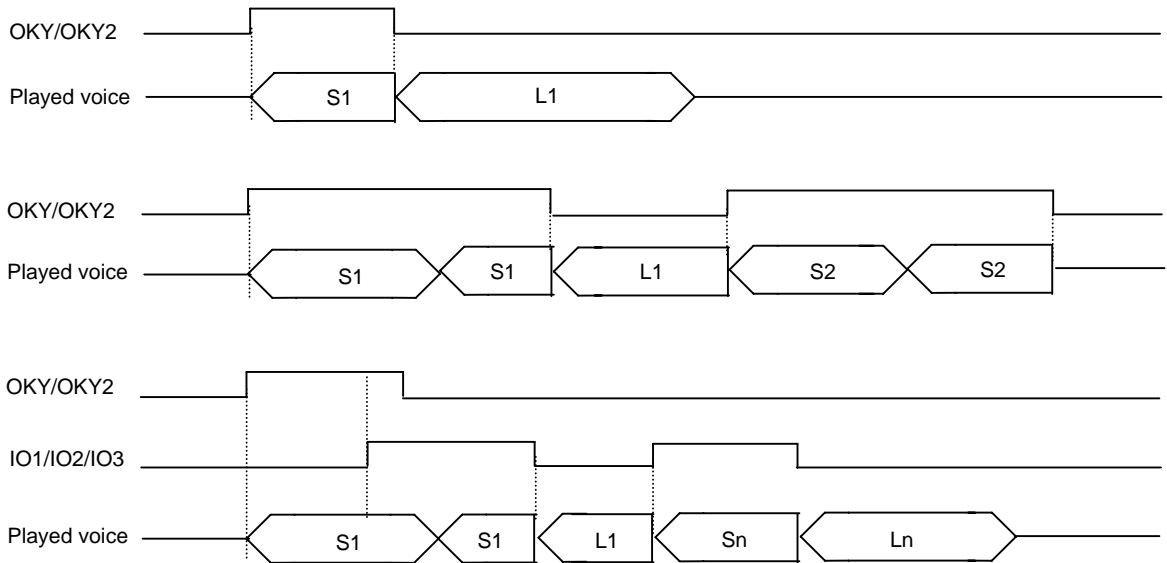 OKY/OKY2
Played voice S1 L1
OKY/OKY2
Played voice S1 S1 L1 S2 S2
OKY/OKY2
IO1/IO2/IO3
Played voice S1 S1 L1 Sn Ln